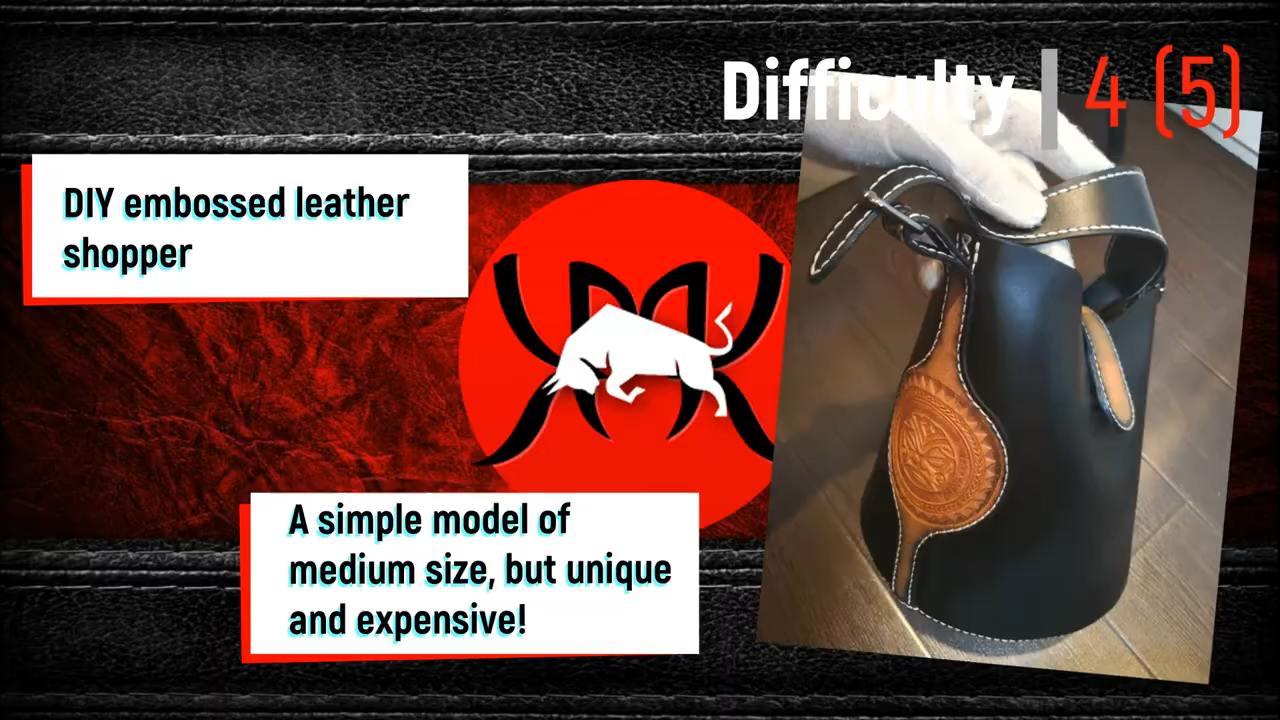 Difficulty | 4 (5)
DIY embossed leather
shopper
A simple model of
medium size, but unique
and expensive!